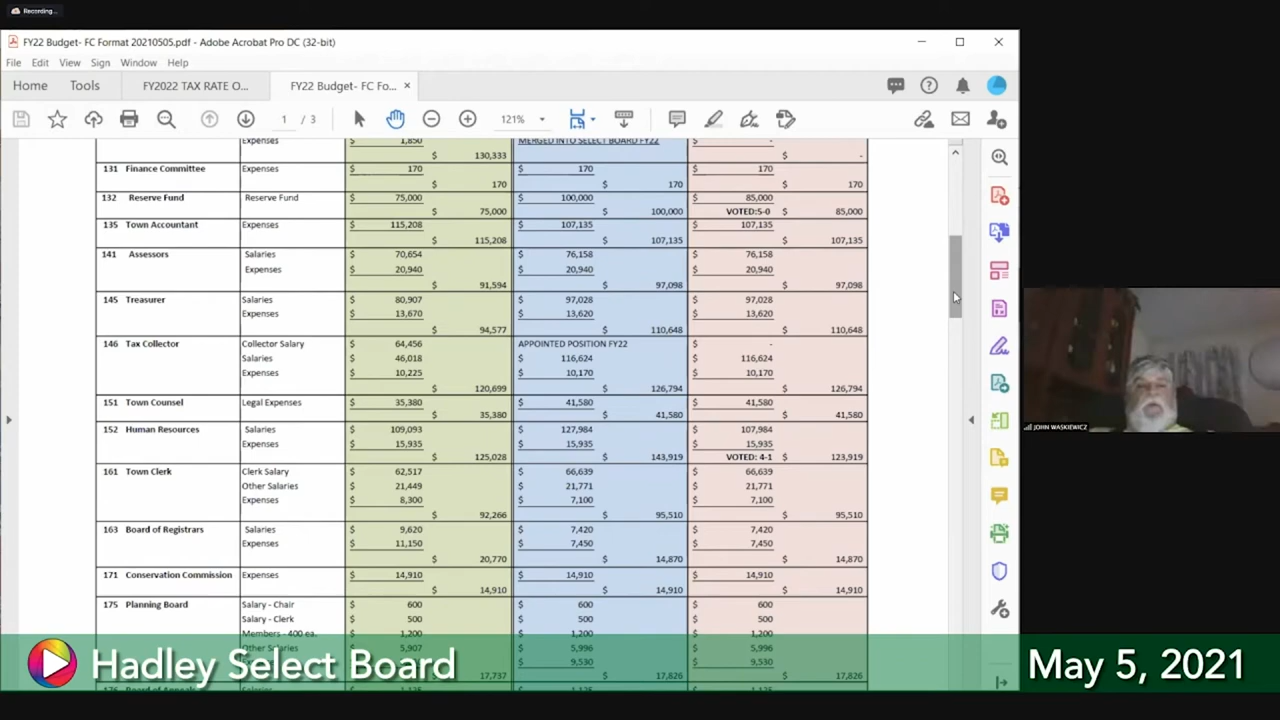 Recording...
FY22 Budget- FC Format 20210505.pdf - Adobe Acrobat Pro DC (32-bit)
File Edit View Sign Window Help
Home Tools FY2022 TAX RATE O... FY22 Budget- FC Fo... ×
1 / 3 121%
Expenses $ 1,850 MERGED INTO SELECT BOARD FY22 $ -
$ 130,333 $ -
131 Finance Committee Expenses $ 170 $ 170 $ 170
$ 170 $ 170 $ 170
132 Reserve Fund Reserve Fund $ 75,000 $ 100,000 $ 85,000
$ 75,000 $ 100,000 VOTED:5-0 $ 85,000
135 Town Accountant Expenses $ 115,208 $ 107,135 $ 107,135
$ 115,208 $ 107,135 $ 107,135
141 Assessors Salaries $ 70,654 $ 76,158 $ 76,158
Expenses $ 20,940 $ 20,940 $ 20,940
$ 91,594 $ 97,098 $ 97,098
145 Treasurer Salaries $ 80,907 $ 97,028 $ 97,028
Expenses $ 13,670 $ 13,620 $ 13,620
$ 94,577 $ 110,648 $ 110,648
146 Tax Collector Collector Salary $ 64,456 APPOINTED POSITION FY22 $ -
Salaries $ 46,018 $ 116,624 $ 116,624
Expenses $ 10,225 $ 10,170 $ 10,170
$ 120,699 $ 126,794 $ 126,794
151 Town Counsel Legal Expenses $ 35,380 $ 41,580 $ 41,580
$ 35,380 $ 41,580 $ 41,580
152 Human Resources Salaries $ 109,093 $ 127,984 $ 107,984
Expenses $ 15,935 $ 15,935 $ 15,935
$ 125,028 $ 143,919 VOTED: 4-1 $ 123,919
161 Town Clerk Clerk Salary $ 62,517 $ 66,639 $ 66,639
Other Salaries $ 21,449 $ 21,771 $ 21,771
Expenses $ 8,300 $ 7,100 $ 7,100
$ 92,266 $ 95,510 $ 95,510
163 Board of Registrars Salaries $ 9,620 $ 7,420 $ 7,420
Expenses $ 11,150 $ 7,450 $ 7,450
$ 20,770 $ 14,870 $ 14,870
171 Conservation Commission Expenses $ 14,910 $ 14,910 $ 14,910
$ 14,910 $ 14,910 $ 14,910
175 Planning Board Salary - Chair $ 600 $ 600 $ 600
Salary - Clerk $ 500 $ 500 $ 500
Members - 400 ea. $ 1,200 $ 1,200 $ 1,200
Other Salaries $ 5,907 $ 5,996 $ 5,996
$ 9,530 $ 9,530
$ 17,737 $ 17,826 $ 17,826
176 Board of Appeals Salaries $ 1,125 $ 1,125 $ 1,125
JOHN WASKIEWICZ
Hadley Select Board
May 5, 2021